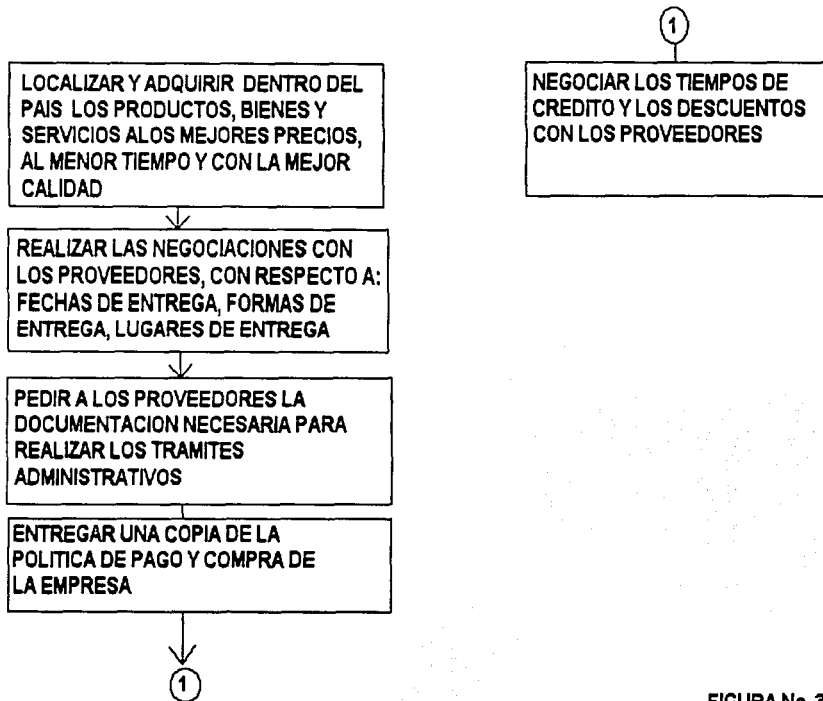 LOCALIZAR Y ADQUIRIR DENTRO DEL
PAIS LOS PRODUCTOS, BIENES Y
SERVICIOS ALOS MEJORES PRECIOS,
AL MENOR TIEMPO Y CON LA MEJOR
CALIDAD
REALIZAR LAS NEGOCIACIONES CON
LOS PROVEEDORES, CON RESPECTO A:
FECHAS DE ENTREGA, FORMAS DE
ENTREGA, LUGARES DE ENTREGA
PEDIR A LOS PROVEEDORES LA
DOCUMENTACION NECESARIA PARA
REALIZAR LOS TRAMITES
ADMINISTRATIVOS
ENTREGAR UNA COPIA DE LA
POLITICA DE PAGO Y COMPRA DE
LA EMPRESA
1
1
NEGOCIAR LOS TIEMPOS DE
CREDITO Y LOS DESCUENTOS
CON LOS PROVEEDORES
FIGURA No. 3